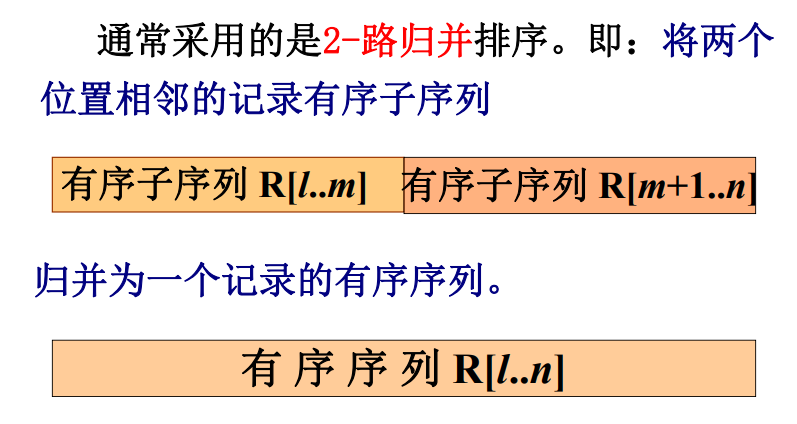 通常采用的是2-路归并排序。即：将两个
位置相邻的记录有序子序列
有序子序列 R[l..m] 有序子序列 R[m+1..n]
归并为一个记录的有序序列。
有 序 序 列 R[l..n]